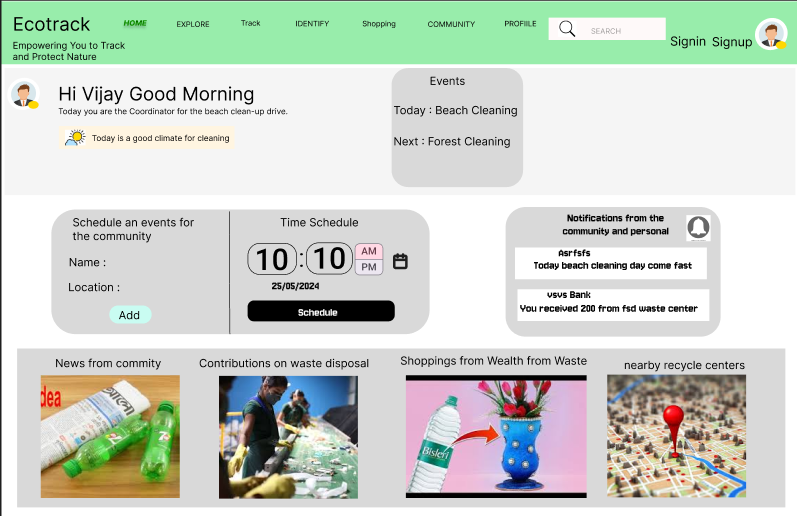 Ecotrack
Empowering You to Track
and Protect Nature
HOME
EXPLORE
Track
IDENTIFY
Shopping
COMMUNITY
PROFIILE
SEARCH
Signin Signup
Hi Vijay Good Morning
Today you are the Coordinator for the beach clean-up drive.
Today is a good climate for cleaning
Events
Today : Beach Cleaning
Next : Forest Cleaning
Schedule an events for
the community
Name :
Location :
Add
Time Schedule
10:10
AM
PM
25/05/2024
Schedule
Notifications from the
community and personal
Asrfsfs
Today beach cleaning day come fast
vsvs Bank
You received 200 from fsd waste center
News from commity
Contributions on waste disposal
Shoppings from Wealth from Waste
nearby recycle centers
dea
7
Bisleri